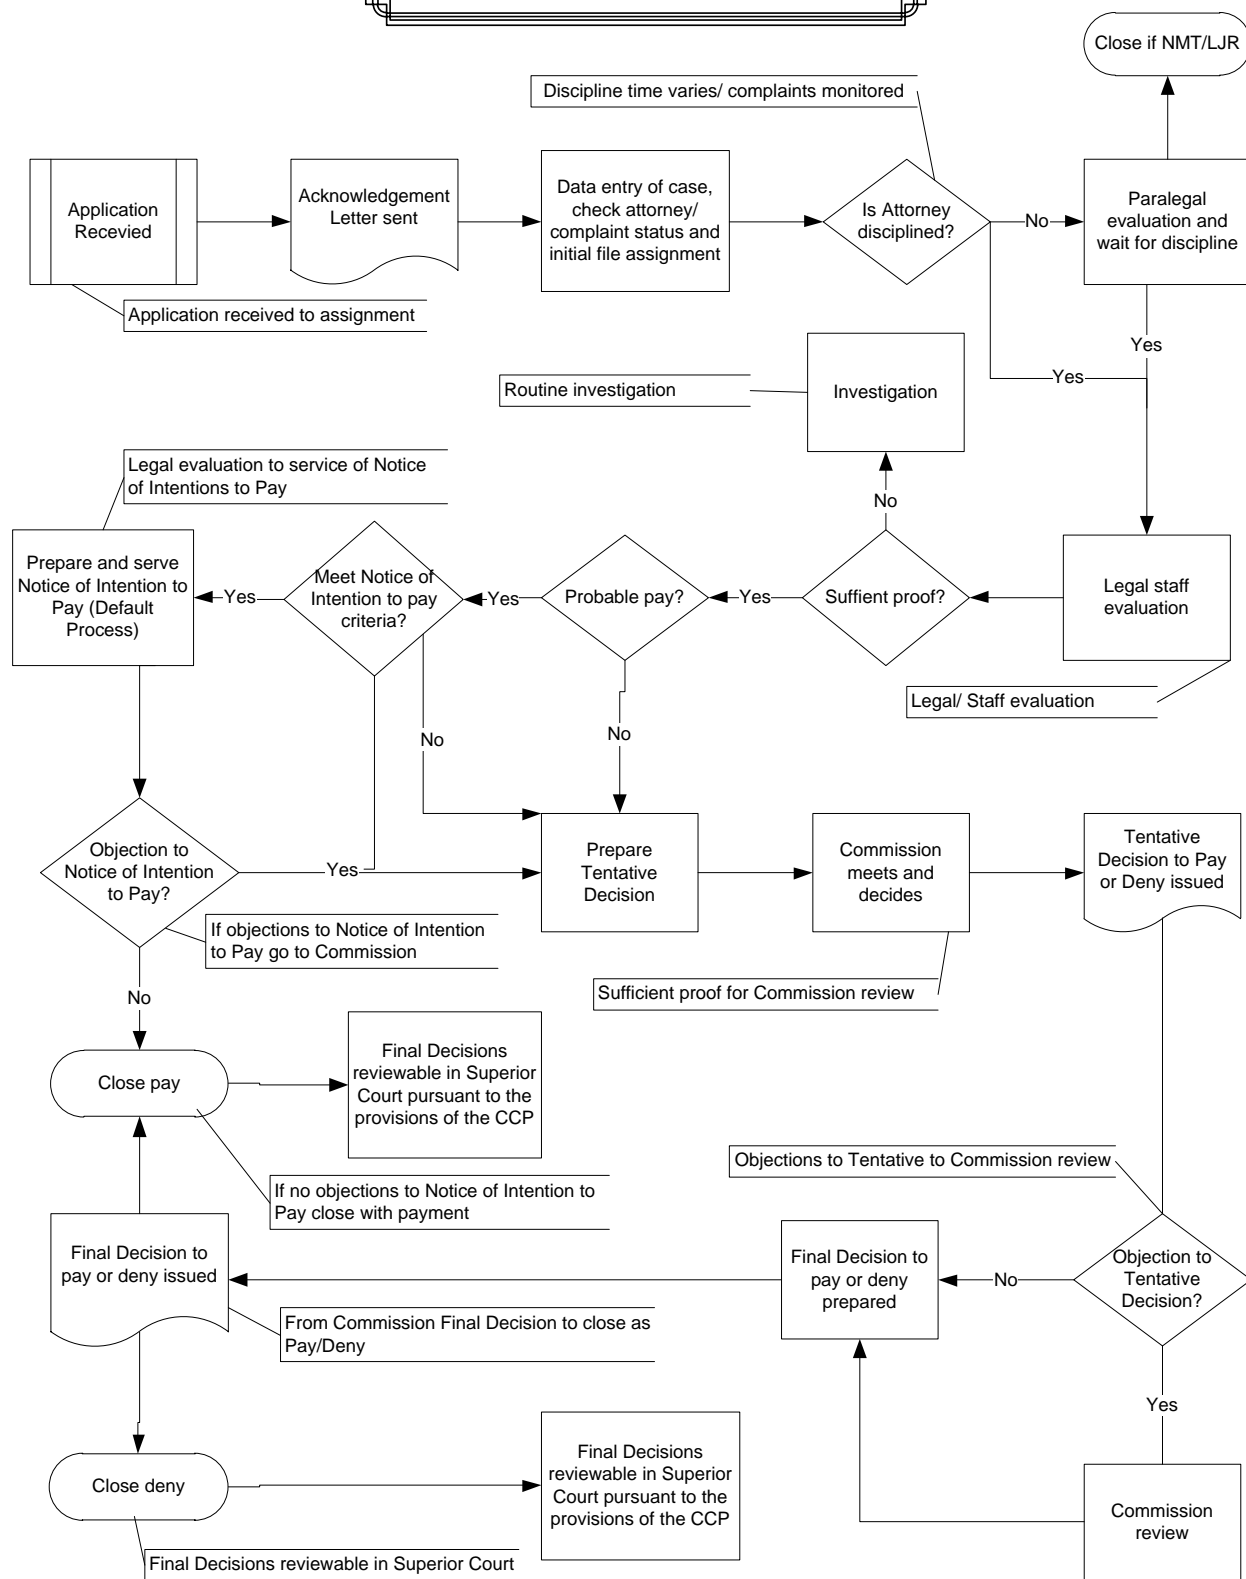 Close if NMT/LJR
Discipline time varies/ complaints monitored
Application
Recevied
Acknowledgement
Letter sent
Data entry of case,
check attorney/
complaint status and
initial file assignment
Is Attorney
disciplined?
No
Paralegal
evaluation and
wait for discipline
Application received to assignment
Yes
Yes
Routine investigation
Investigation
No
Legal evaluation to service of Notice
of Intentions to Pay
Prepare and serve
Notice of Intention to
Pay (Default
Process)
Yes
Meet Notice of
Intention to pay
criteria?
Yes
Probable pay?
Yes
Suffient proof?
Legal staff
evaluation
Legal/ Staff evaluation
No
No
Objection to
Notice of Intention
to Pay?
Yes
Prepare
Tentative
Decision
Commission
meets and
decides
Tentative
Decision to Pay
or Deny issued
If objections to Notice of Intention
to Pay go to Commission
Sufficient proof for Commission review
No
Close pay
Final Decisions
reviewable in Superior
Court pursuant to the
provisions of the CCP
Objections to Tentative to Commission review
If no objections to Notice of Intention to
Pay close with payment
Final Decision to
pay or deny issued
Final Decision to
pay or deny
prepared
No
Objection to
Tentative
Decision?
From Commission Final Decision to close as
Pay/Deny
Yes
Close deny
Final Decisions
reviewable in Superior
Court pursuant to the
provisions of the CCP
Commission
review
Final Decisions reviewable in Superior Court